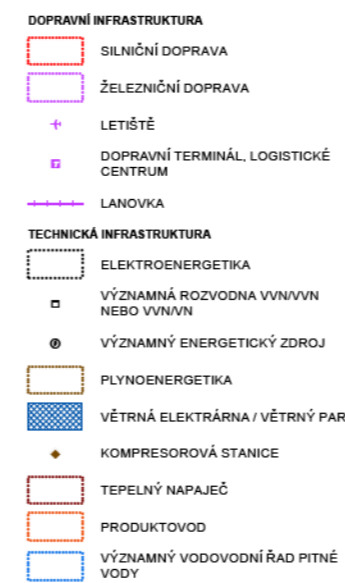 DOPRAVNÍ INFRASTRUKTURA
SILNIČNÍ DOPRAVA
ŽELEZNIČNÍ DOPRAVA
LETIŠTĚ
DOPRAVNÍ TERMINÁL, LOGISTICKÉ
CENTRUM
LANOVKA
TECHNICKÁ INFRASTRUKTURA
ELEKTROENERGETIKA
VÝZNAMNÁ ROZVODNA VVN/VVN
NEBO VVN/VN
VÝZNAMNÝ ENERGETICKÝ ZDROJ
PLYNOENERGETIKA
VĚTRNÁ ELEKTRÁRNA / VĚTRNÝ PAR
KOMPRESOROVÁ STANICE
TEPELNÝ NAPAJEČ
PRODUKTOVOD
VÝZNAMNÝ VODOVODNÍ ŘAD PITNÉ
VODY